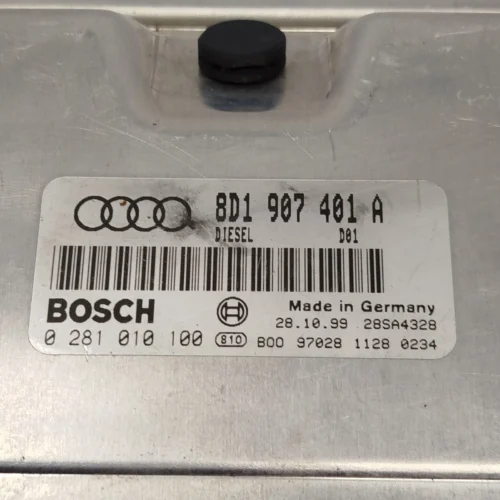 8D1 907 401 A
DIESEL D01
BOSCH Made in Germany
28.10.99 28SA4328
0 281 010 100 810 B00 97028 1128 0234